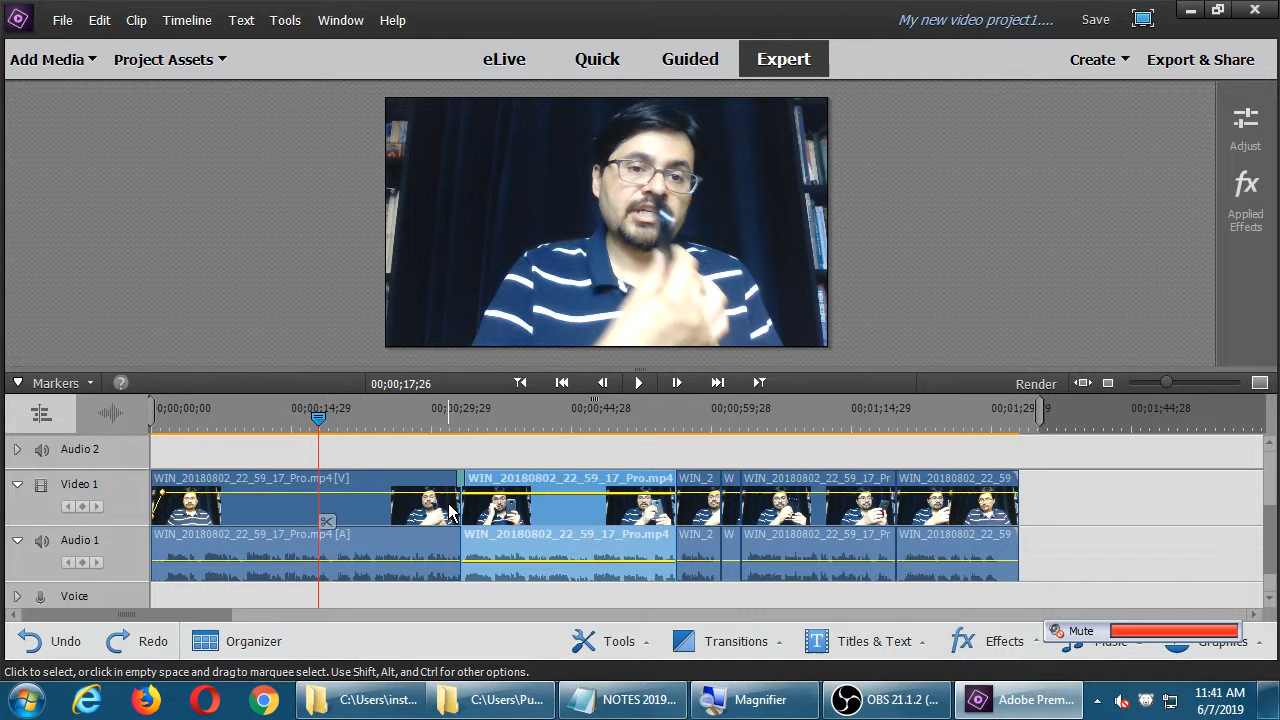 File Edit Clip Timeline Text Tools Window Help My new video project1.... Save
Add Media Project Assets eLive Quick Guided Expert Create Export & Share
Adjust
fx
Applied
Effects
Markers ? 00;00;17;26 Render
0;00;00;00 00;00;14;29 00;00;29;29 00;00;44;28 00;00;59;28 00;01;14;29 00;01;29;29 00;01;44;28
Audio 2
Video 1 WIN_20180802_22_59_17_Pro.mp4 [V] WIN_20180802_22_59_17_Pro.mp4 WIN_2 W WIN_20180802_22_59_17_Pr WIN_20180802_22_59
Audio 1 WIN_20180802_22_59_17_Pro.mp4 [A] WIN_20180802_22_59_17_Pro.mp4 WIN_2 W WIN_20180802_22_59_17_Pr WIN_20180802_22_59
Voice
Undo Redo Organizer Tools Transitions T Titles & Text fx Effects
Mute
Click to select, or click in empty space and drag to marquee select. Use Shift, Alt, and Ctrl for other options.
C:\Users\inst... C:\Users\Pu... NOTES 2019... Magnifier OBS 21.1.2 (... Adobe Prem...
11:41 AM
6/7/2019